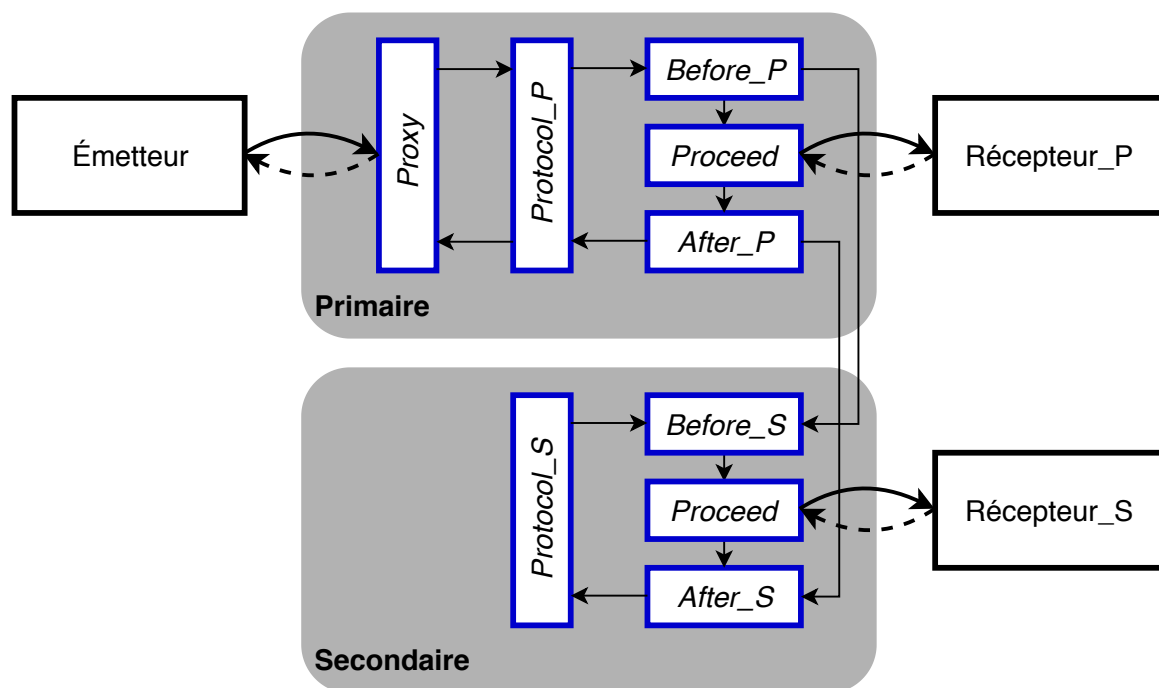 Émetteur
Proxy
Protocol_P
Before_P
Proceed
After_P
Récepteur_P
Primaire
Protocol_S
Before_S
Proceed
After_S
Récepteur_S
Secondaire